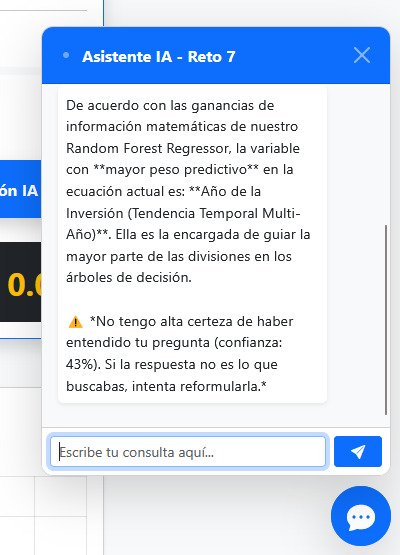 Asistente IA - Reto 7
De acuerdo con las ganancias de
información matemáticas de nuestro
Random Forest Regressor, la variable
con **mayor peso predictivo** en la
ecuación actual es: **Año de la
Inversión (Tendencia Temporal Multi-
Año)**. Ella es la encargada de guiar la
mayor parte de las divisiones en los
árboles de decisión.
⚠️ *No tengo alta certeza de haber
entendido tu pregunta (confianza:
43%). Si la respuesta no es lo que
buscabas, intenta reformularla.*
Escribe tu consulta aquí...
ón IA